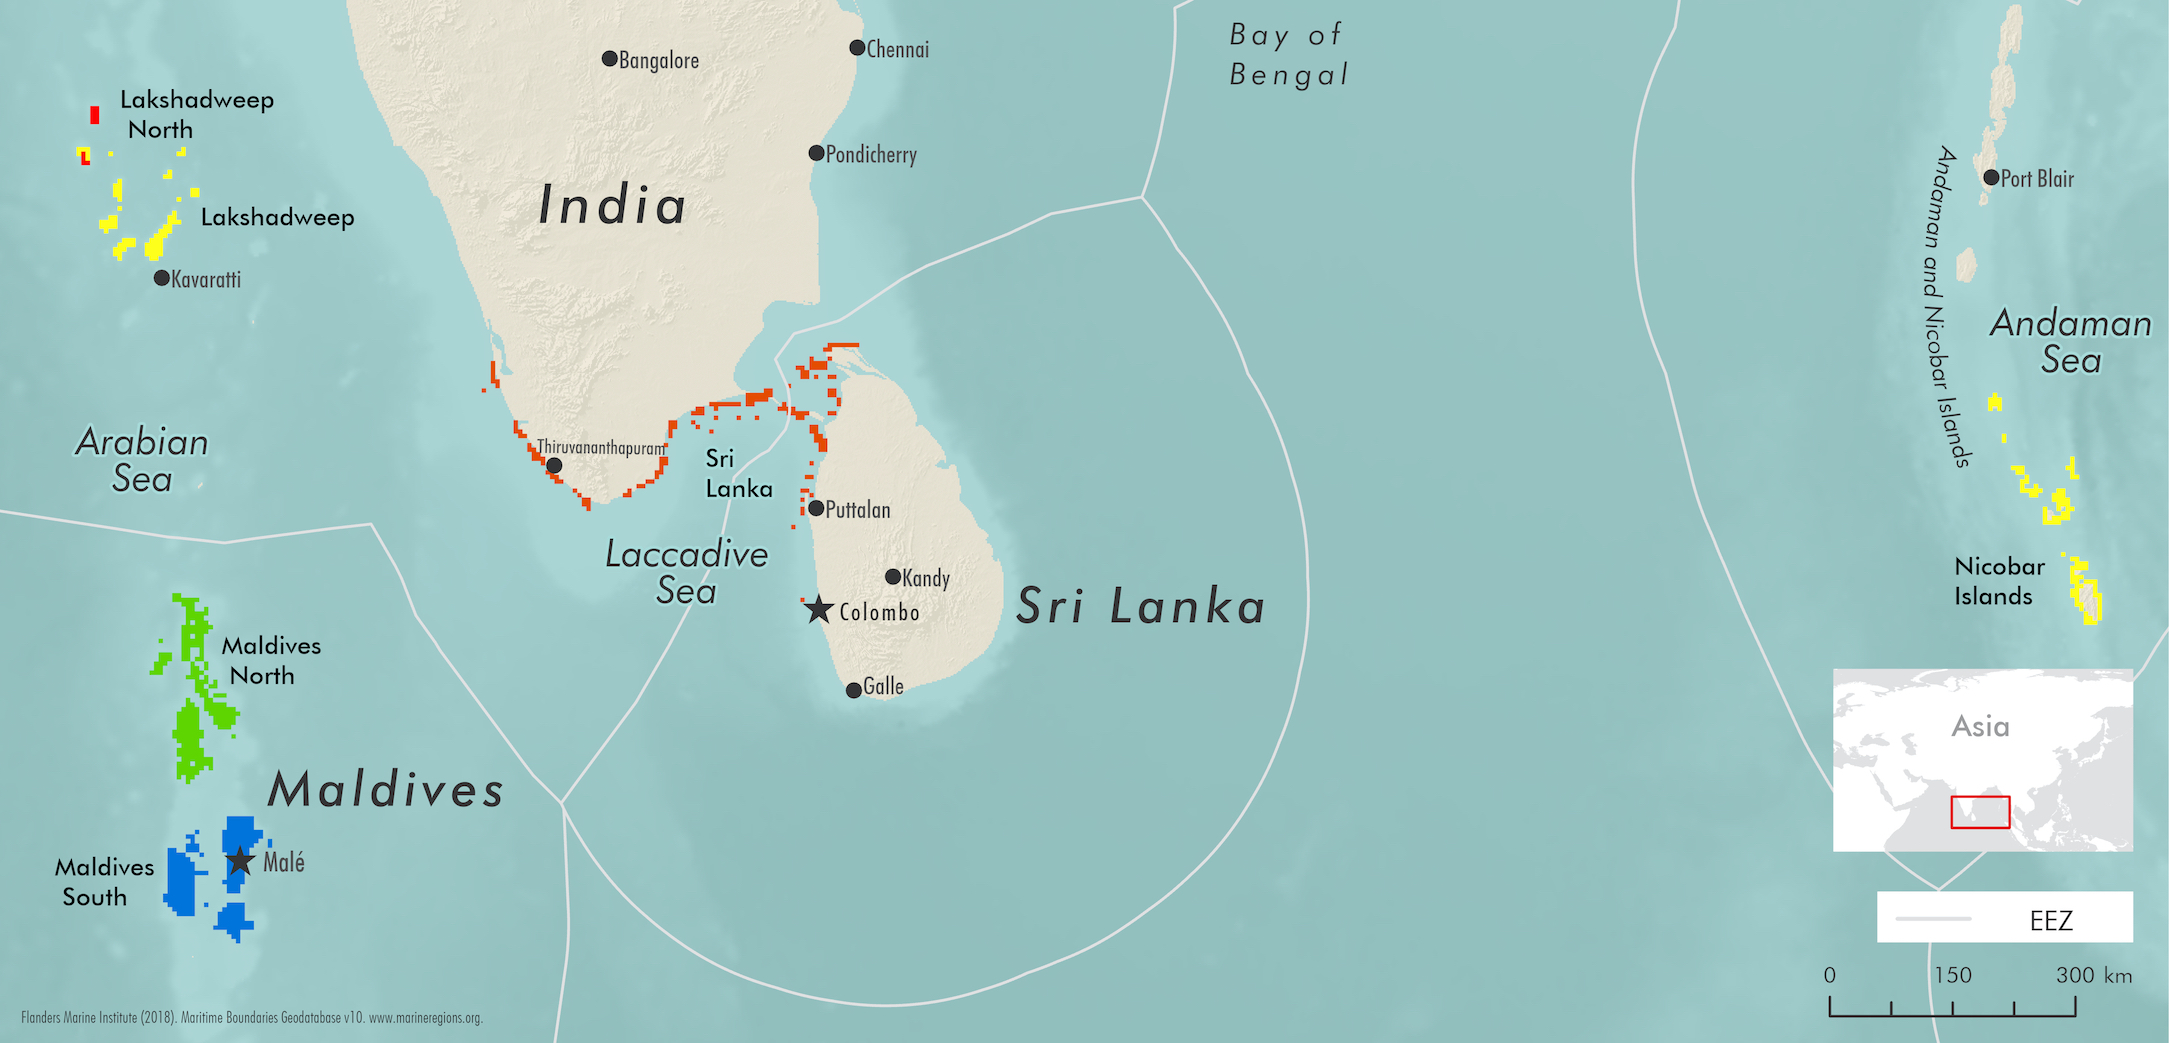 Bay of
Bengal
Chennai
Bangalore
Lakshadweep
North
Pondicherry
Port Blair
India
Lakshadweep
Kavaratti
Andaman and Nicobar Islands
Andaman
Sea
Arabian
Sea
Thiruvananthapuram
Sri
Lanka
Puttalan
Laccadive
Sea
Kandy
Nicobar
Islands
Sri Lanka
Colombo
Maldives
North
Galle
Asia
Maldives
Malé
Maldives
South
EEZ
0 150 300 km
Flanders Marine Institute (2018). Maritime Boundaries Geodatabase v10. www.marineregions.org.